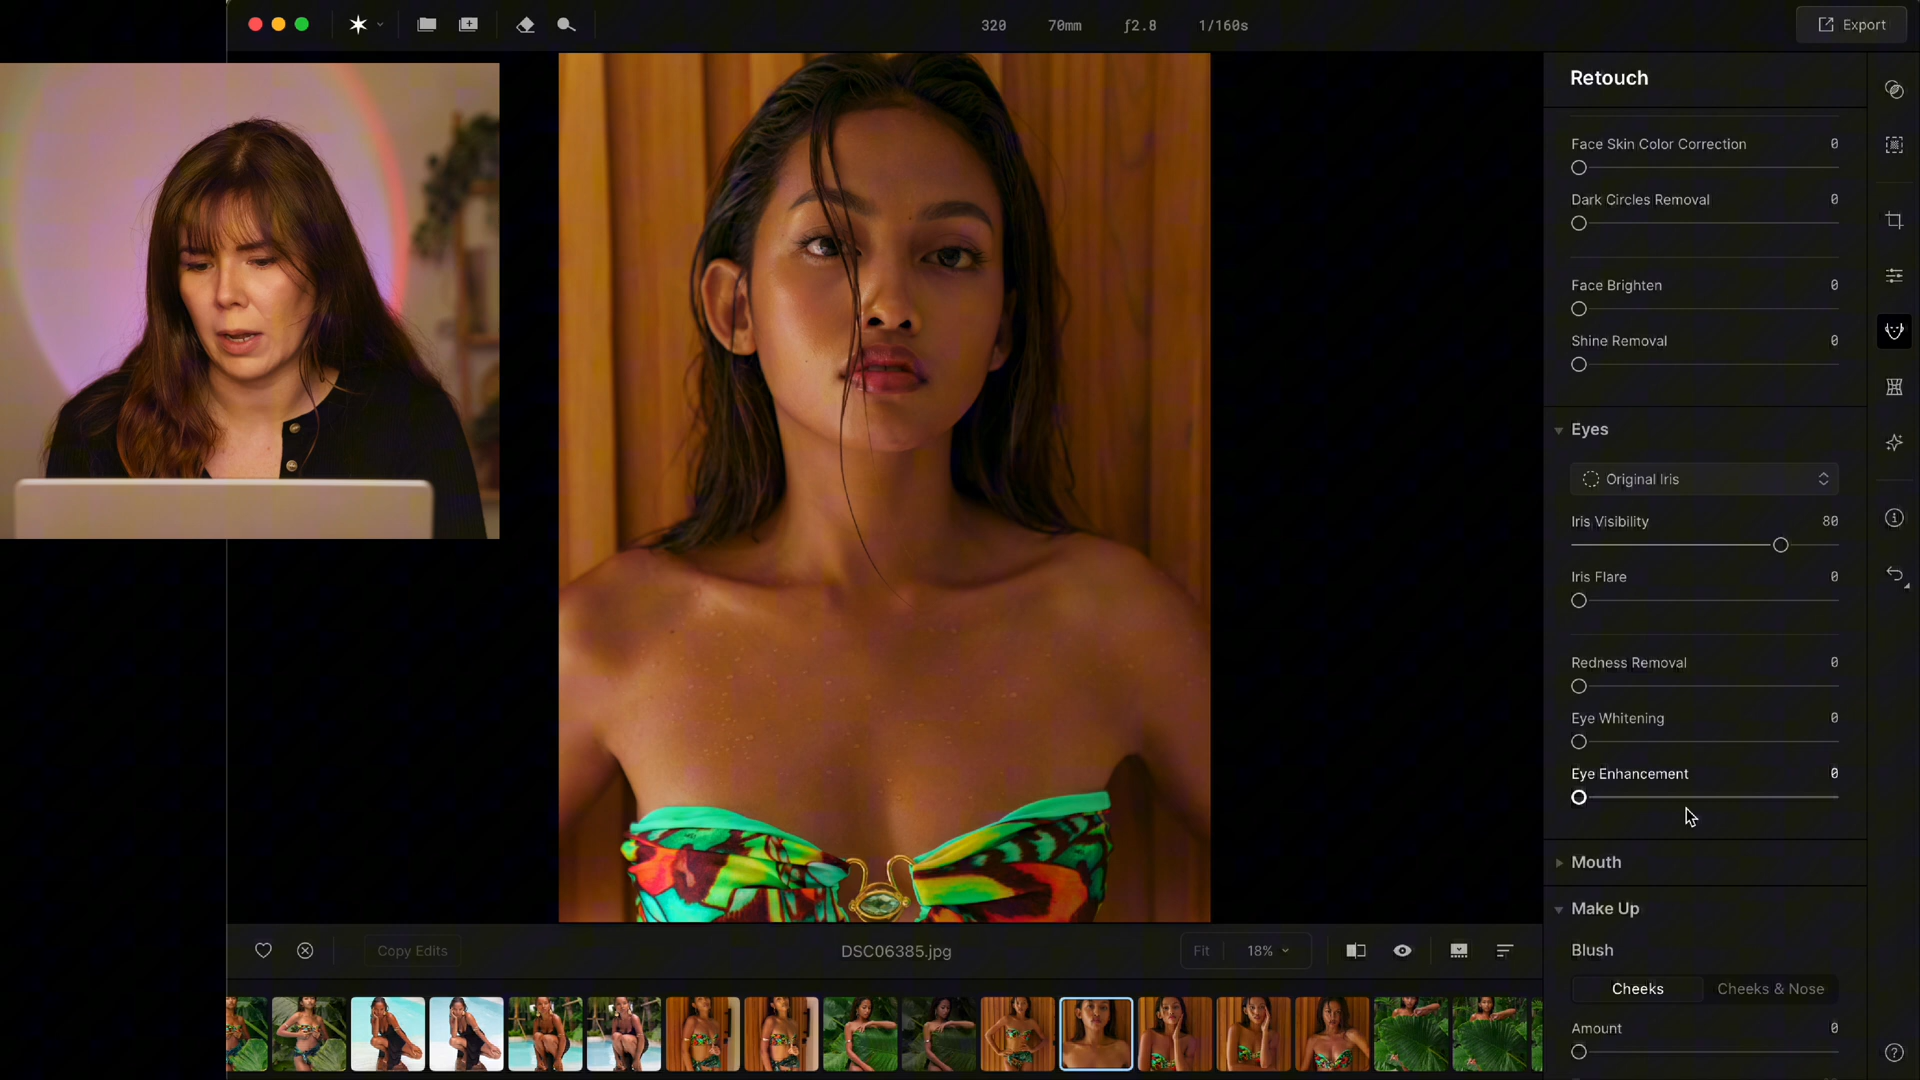 320 70mm ƒ2.8 1/160s
Export
Retouch
Face Skin Color Correction 0
Dark Circles Removal 0
Face Brighten 0
Shine Removal 0
Eyes
Original Iris
Iris Visibility 80
Iris Flare 0
Redness Removal 0
Eye Whitening 0
Eye Enhancement 0
Mouth
Make Up
Blush
Cheeks Cheeks & Nose
Amount 0
Copy Edits
DSC06385.jpg
Fit 18%